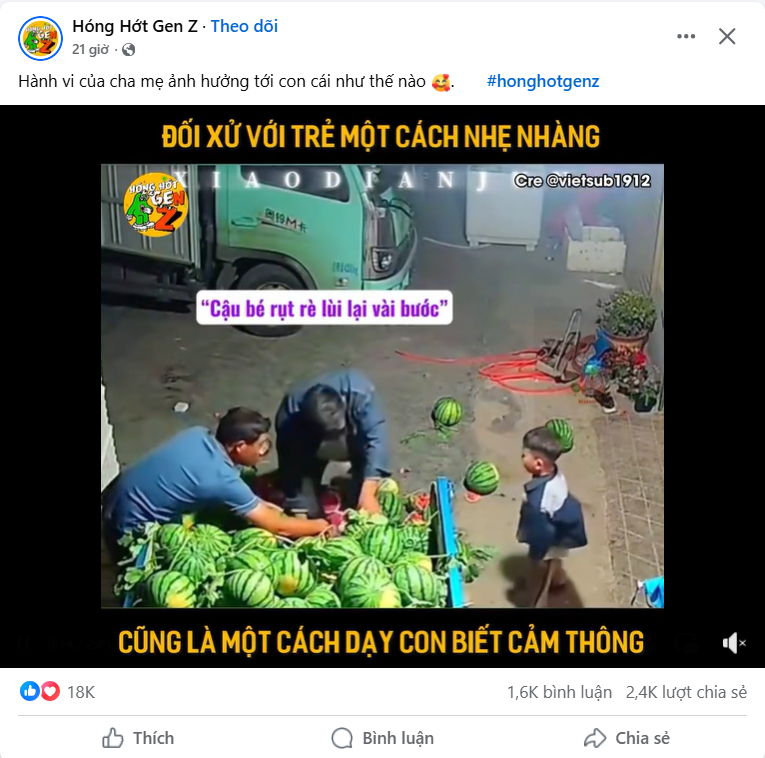 Hóng Hớt Gen Z · Theo dõi
21 giờ ·
Hành vi của cha mẹ ảnh hưởng tới con cái như thế nào 🥰. #honghotgenz
ĐỐI XỬ VỚI TRẺ MỘT CÁCH NHẸ NHÀNG
XIAODIANJ
Cre @vietsub1912
HÓNG HỚT
GEN
Z
“Cậu bé rụt rè lùi lại vài bước”
CŨNG LÀ MỘT CÁCH DẠY CON BIẾT CẢM THÔNG
18K
1,6K bình luận 2,4K lượt chia sẻ
Thích Bình luận Chia sẻ